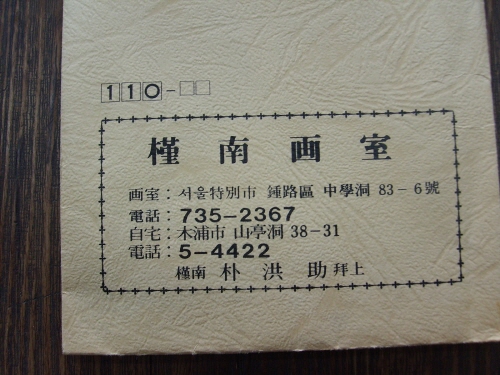 110-□□
槿南画室
画室: 서울特別市 鍾路區 中學洞 83-6號
電話: 735-2367
自宅: 木浦市 山亭洞 38-31
電話: 5-4422
槿南 朴洪助 拜上